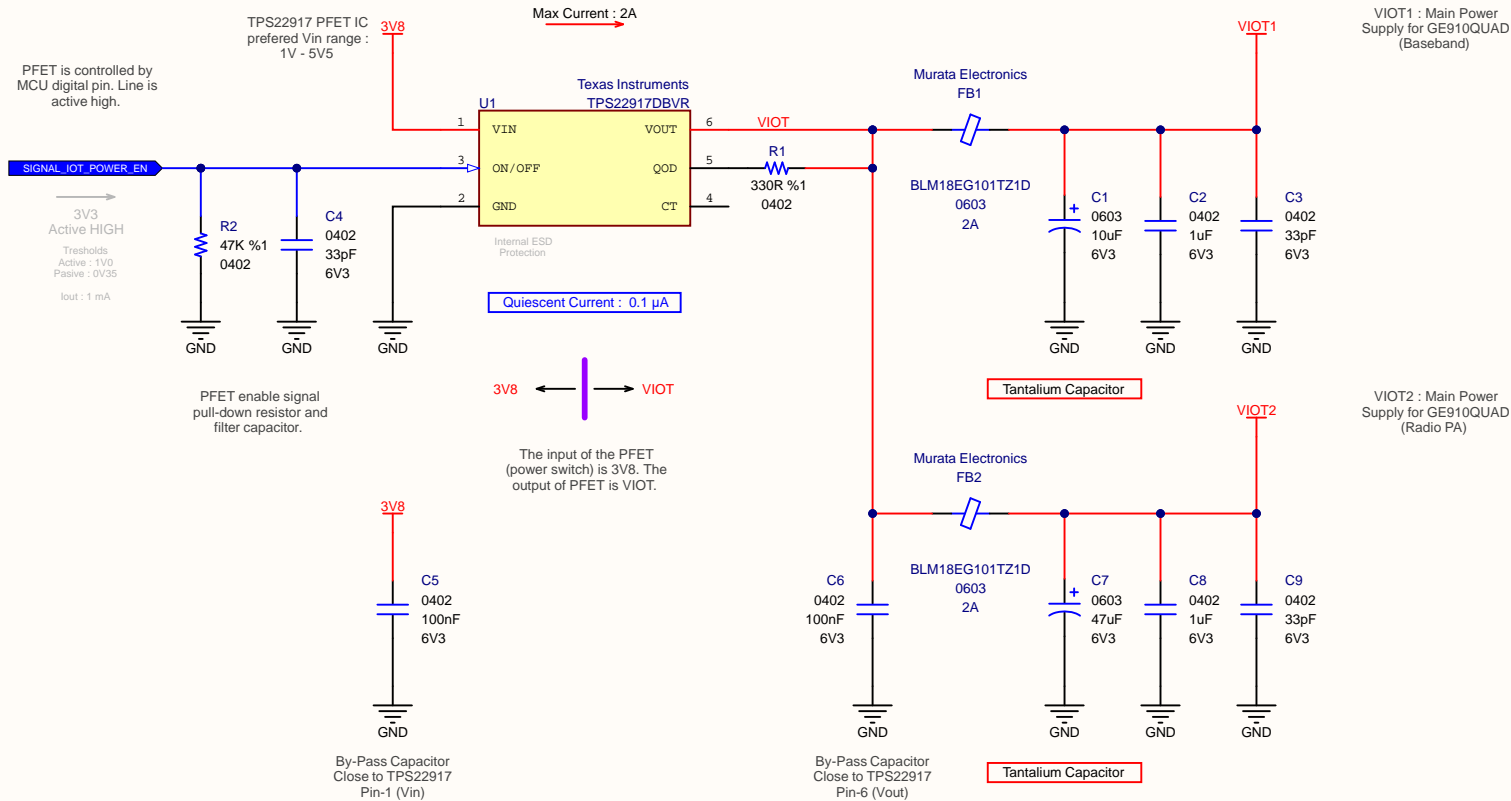 TPS22917 PFET IC
prefered Vin range :
1V - 5V5
3V8
Max Current : 2A
VIOT1
VIOT1 : Main Power
Supply for GE910QUAD
(Baseband)
PFET is controlled by
MCU digital pin. Line is
active high.
Texas Instruments
U1
TPS22917DBVR
1
VIN
VOUT
6
VIOT
SIGNAL_IOT_POWER_EN
3
ON/OFF
QOD
5
2
GND
CT
4
R1
330R %1
0402
Murata Electronics
FB1
BLM18EG101TZ1D
0603
2A
C1
0603
10uF
6V3
C2
0402
1uF
6V3
C3
0402
33pF
6V3
3V3
Active HIGH
Tresholds
Active : 1V0
Pasive : 0V35
Iout : 1 mA
R2
47K %1
0402
C4
0402
33pF
6V3
Internal ESD
Protection
Quiescent Current : 0.1 µA
GND
GND
GND
GND
GND
GND
PFET enable signal
pull-down resistor and
filter capacitor.
3V8
VIOT
Tantalium Capacitor
The input of the PFET
(power switch) is 3V8. The
output of PFET is VIOT.
VIOT2
VIOT2 : Main Power
Supply for GE910QUAD
(Radio PA)
Murata Electronics
FB2
BLM18EG101TZ1D
0603
2A
3V8
C5
0402
100nF
6V3
C6
0402
100nF
6V3
C7
0603
47uF
6V3
C8
0402
1uF
6V3
C9
0402
33pF
6V3
GND
GND
GND
GND
GND
By-Pass Capacitor
Close to TPS22917
Pin-1 (Vin)
By-Pass Capacitor
Close to TPS22917
Pin-6 (Vout)
Tantalium Capacitor